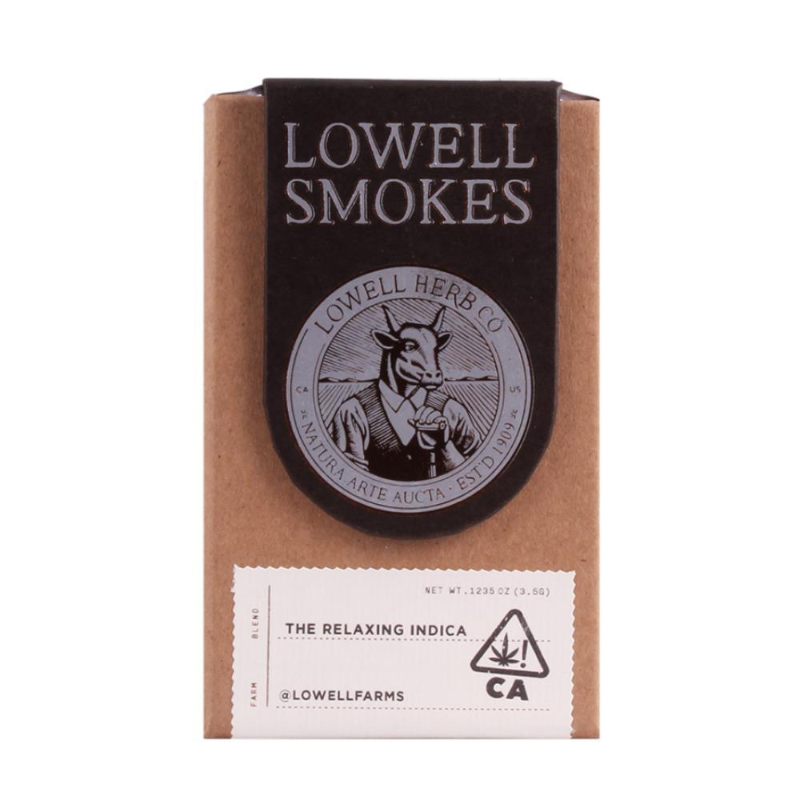 LOWELL
SMOKES
LOWELL HERB CO
CA
US
NATURA ARTE AUCTA · EST'D 1909
NET WT .1235 OZ (3.5G)
FARM BLEND
THE RELAXING INDICA
!
CA
@LOWELLFARMS